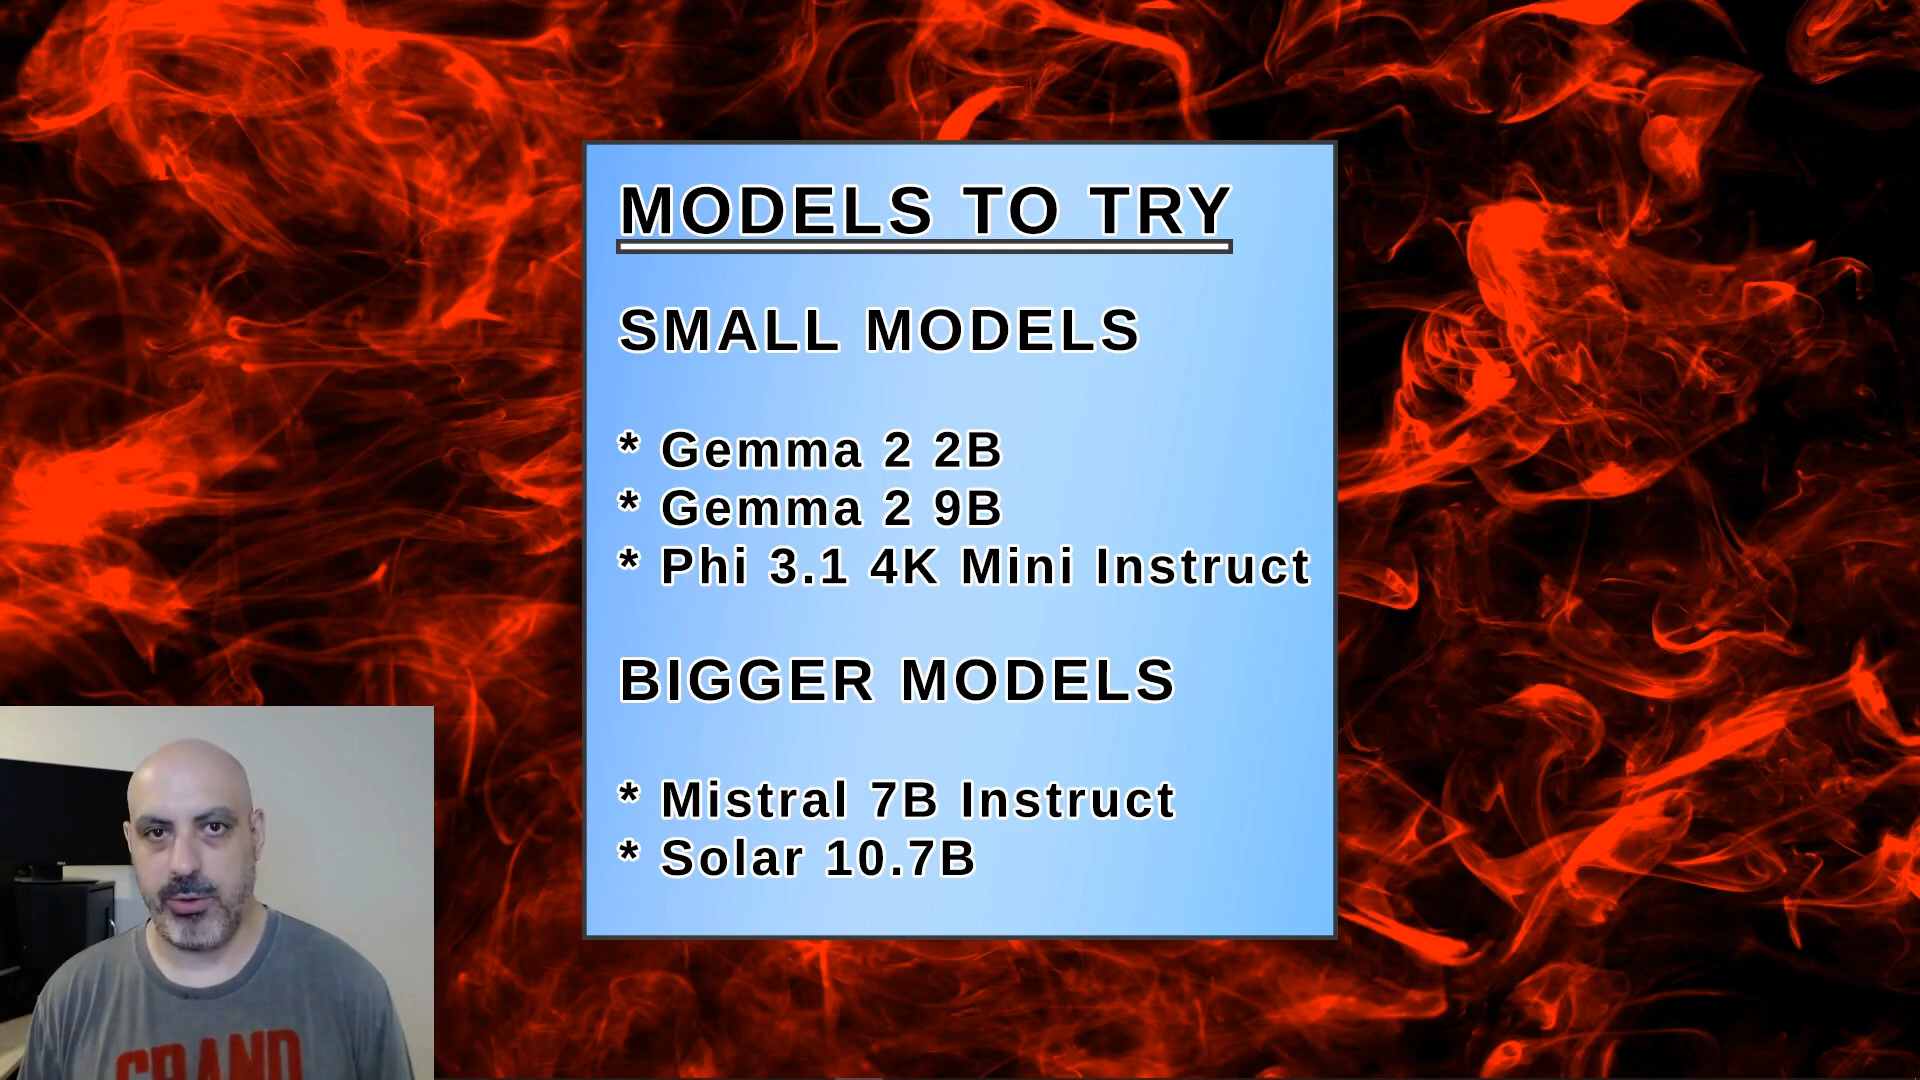 MODELS TO TRY
SMALL MODELS
* Gemma 2 2B
* Gemma 2 9B
* Phi 3.1 4K Mini Instruct
BIGGER MODELS
* Mistral 7B Instruct
* Solar 10.7B
GRAND